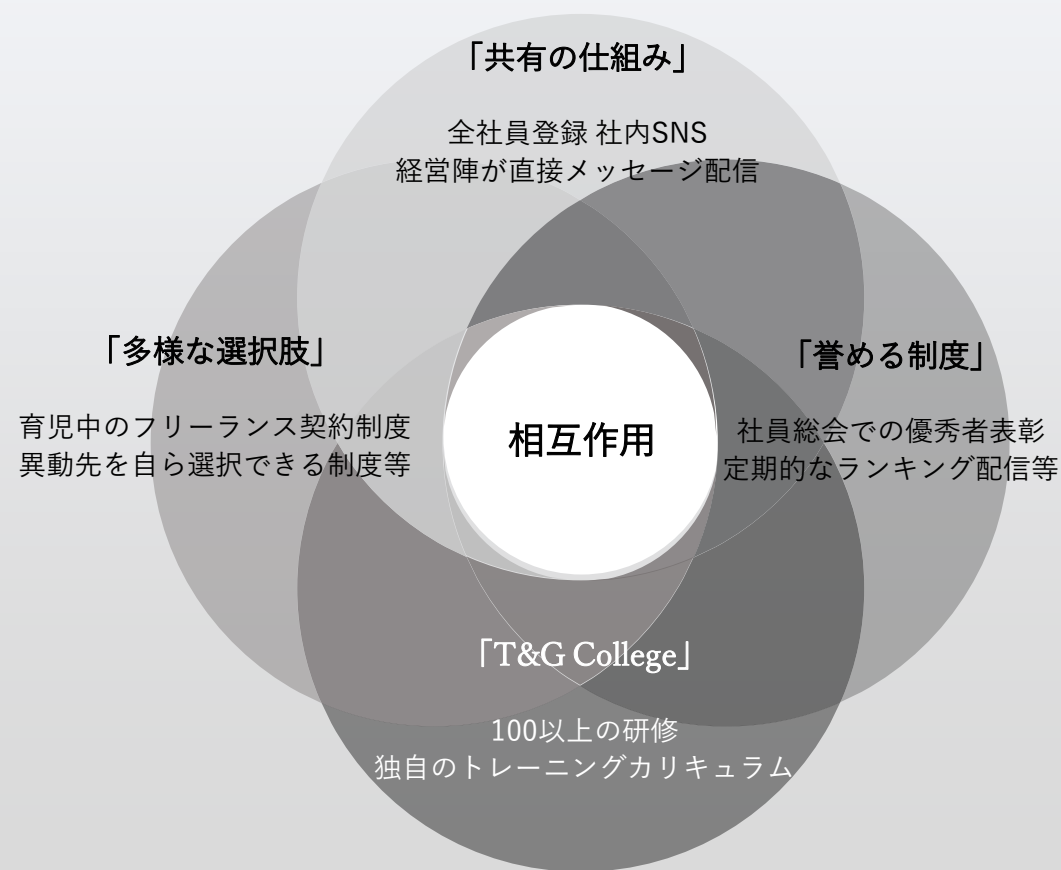 「共有の仕組み」
全社員登録 社内SNS
経営陣が直接メッセージ配信
「多様な選択肢」
育児中のフリーランス契約制度
異動先を自ら選択できる制度等
相互作用
「誉める制度」
社員総会での優秀者表彰
定期的なランキング配信等
「T&G College」
100以上の研修
独自のトレーニングカリキュラム